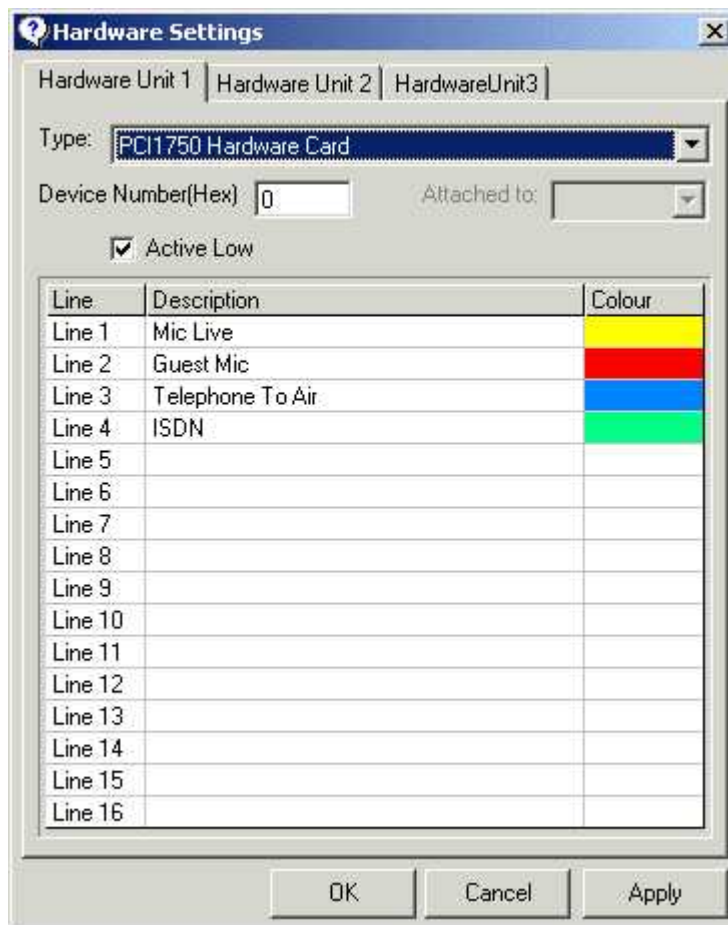 Hardware Settings
Hardware Unit 1 Hardware Unit 2 HardwareUnit3
Type: PCI1750 Hardware Card
Device Number(Hex) 0 Attached to:
Active Low
Line Description Colour
Line 1 Mic Live
Line 2 Guest Mic
Line 3 Telephone To Air
Line 4 ISDN
Line 5
Line 6
Line 7
Line 8
Line 9
Line 10
Line 11
Line 12
Line 13
Line 14
Line 15
Line 16
OK Cancel Apply